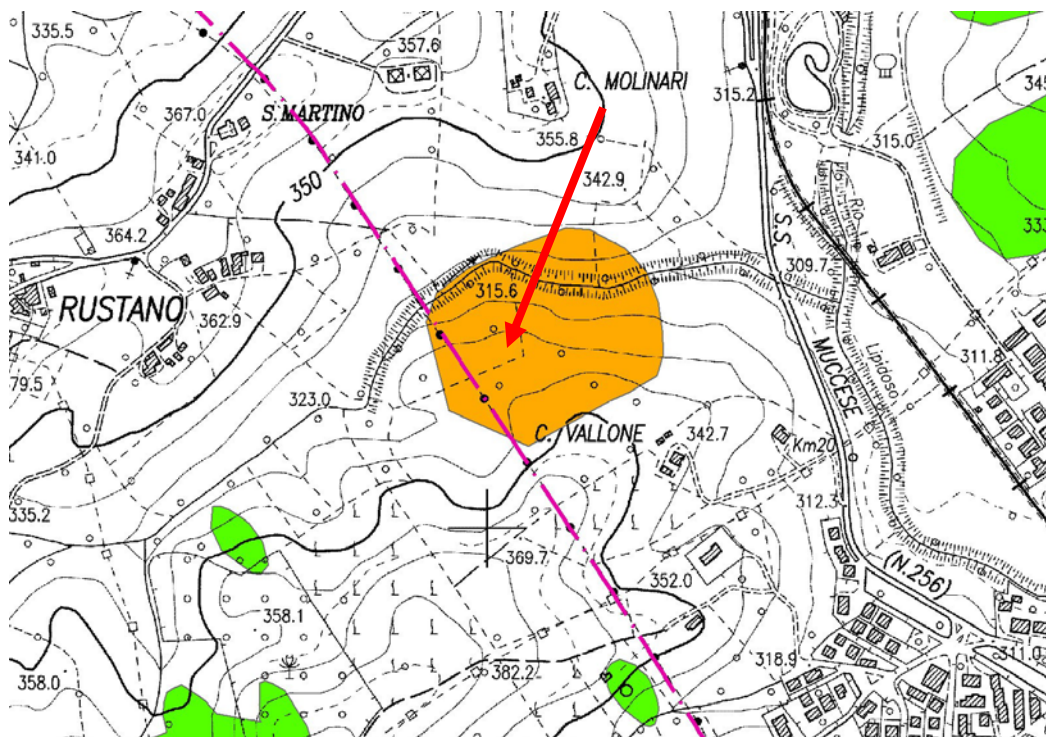 335.5
357.6
C. MOLINARI
315.2
345
367.0
S. MARTINO
355.8
315.0
341.0
350
342.9
Rio
333
364.2
S.S.
309.7
RUSTANO
315.6
362.9
MUCCESE
Lipidoso
311.8
79.5
323.0
C. VALLONE
342.7
Km20
335.2
312.3
369.7
352.0
(N.256)
358.1
358.0
382.2
318.9
311.0